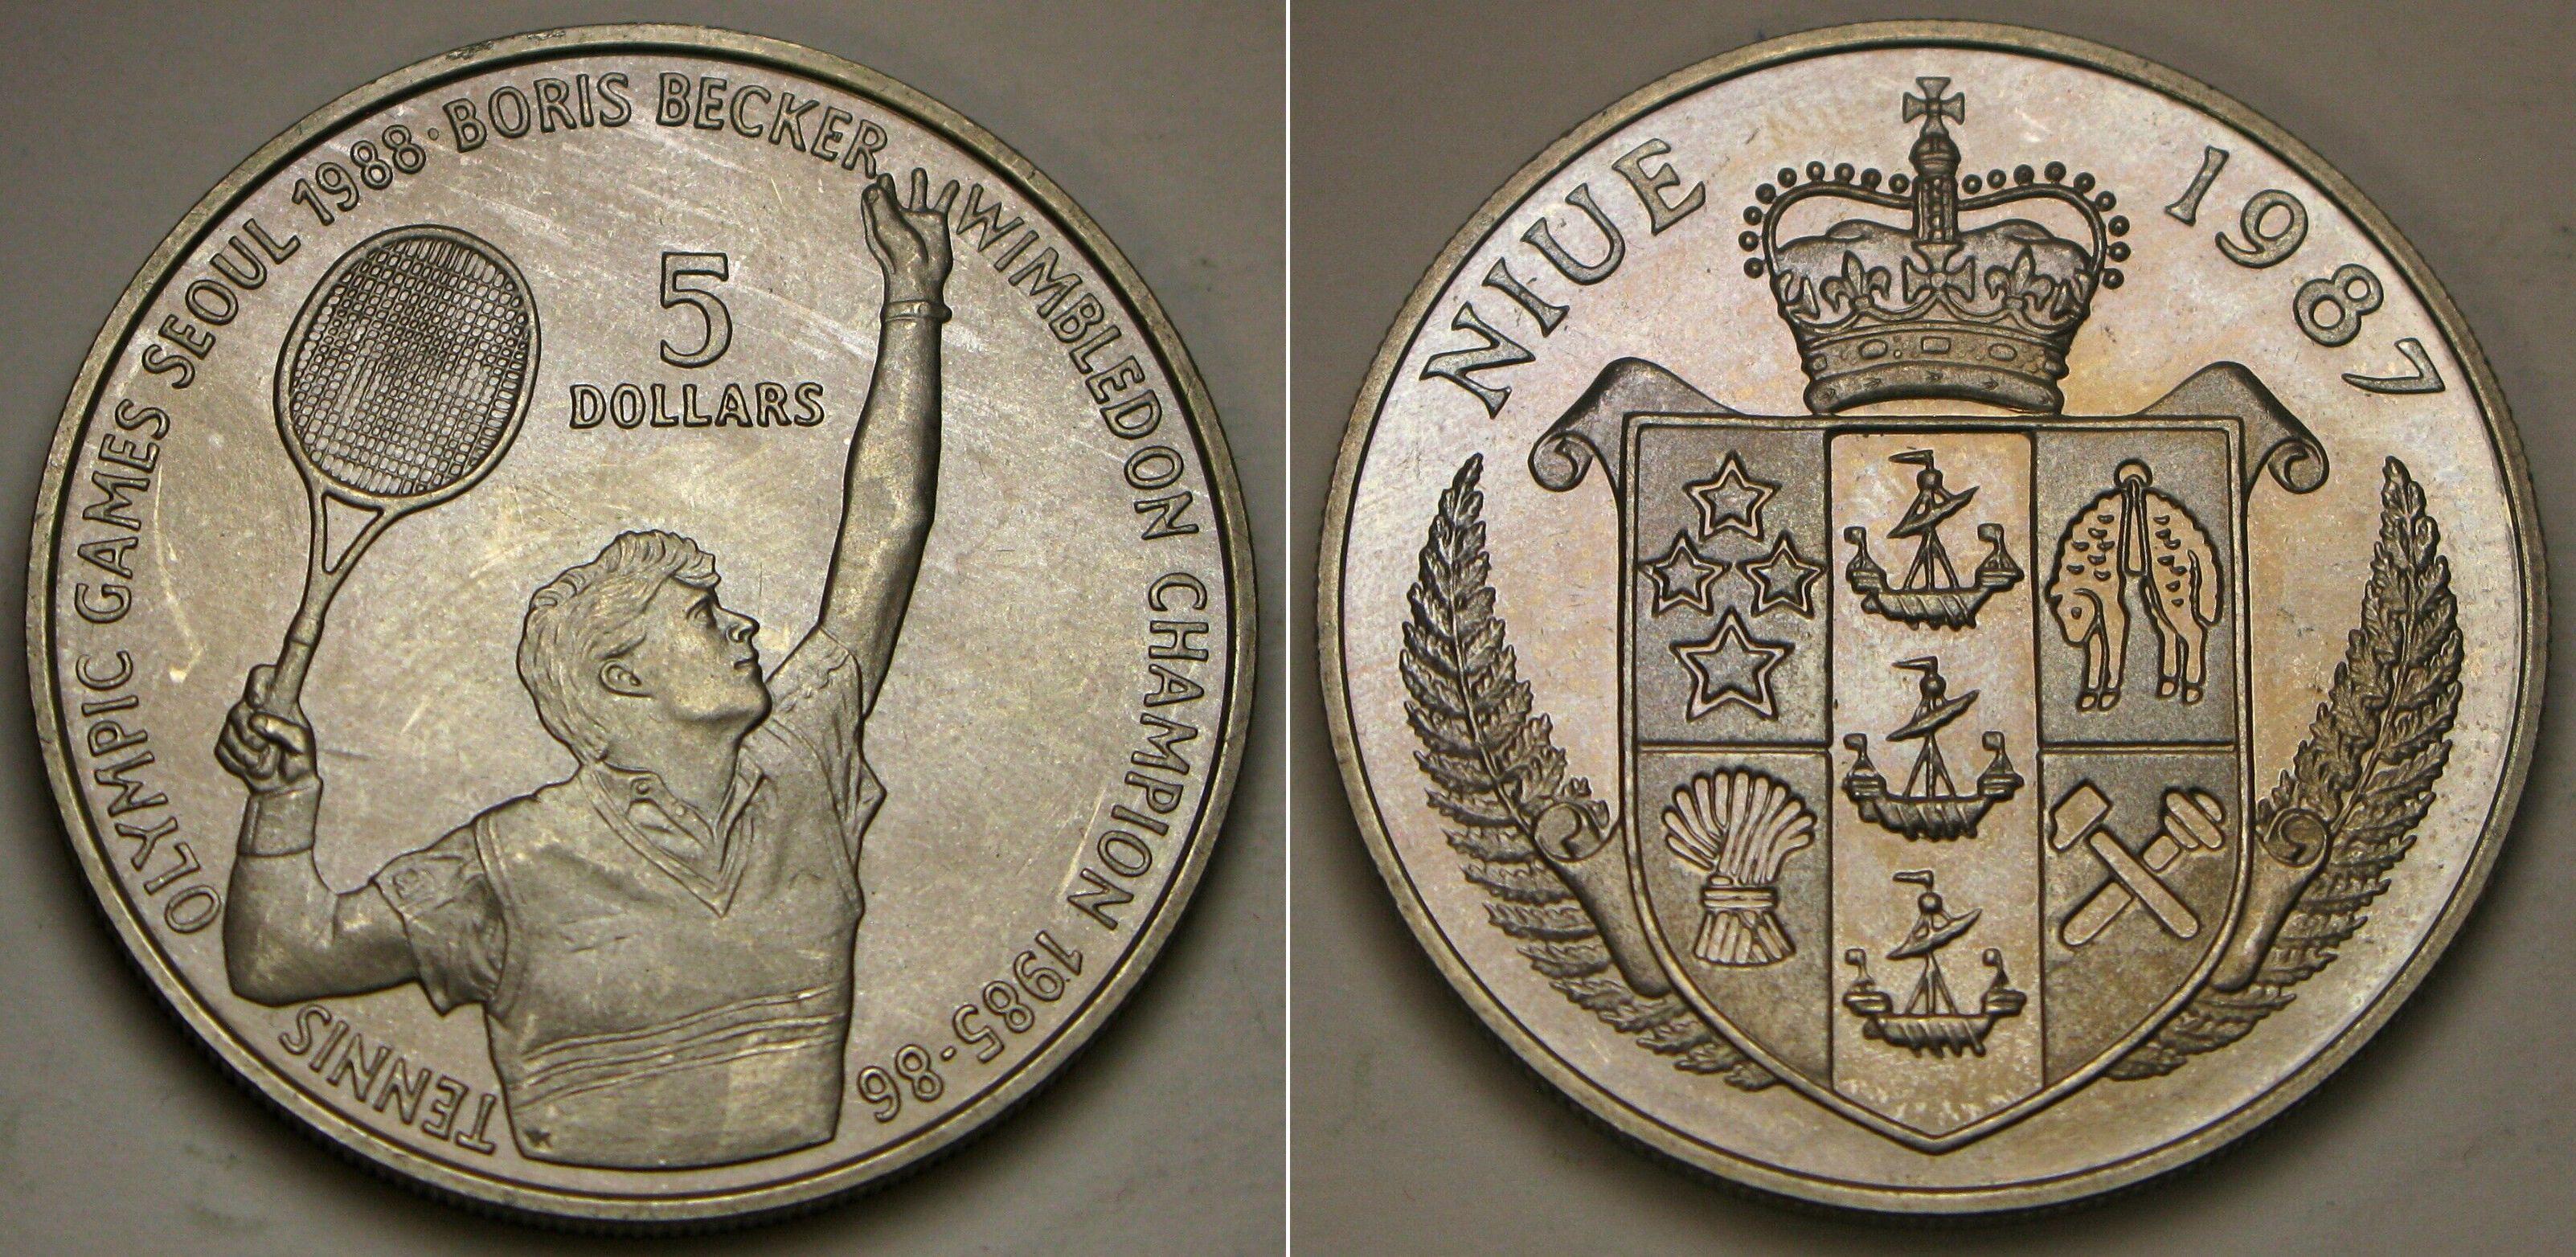 TENNIS OLYMPIC GAMES SEOUL 1988 · BORIS BECKER WIMBLEDON CHAMPION 1985-86
5
DOLLARS
NIUE 1987